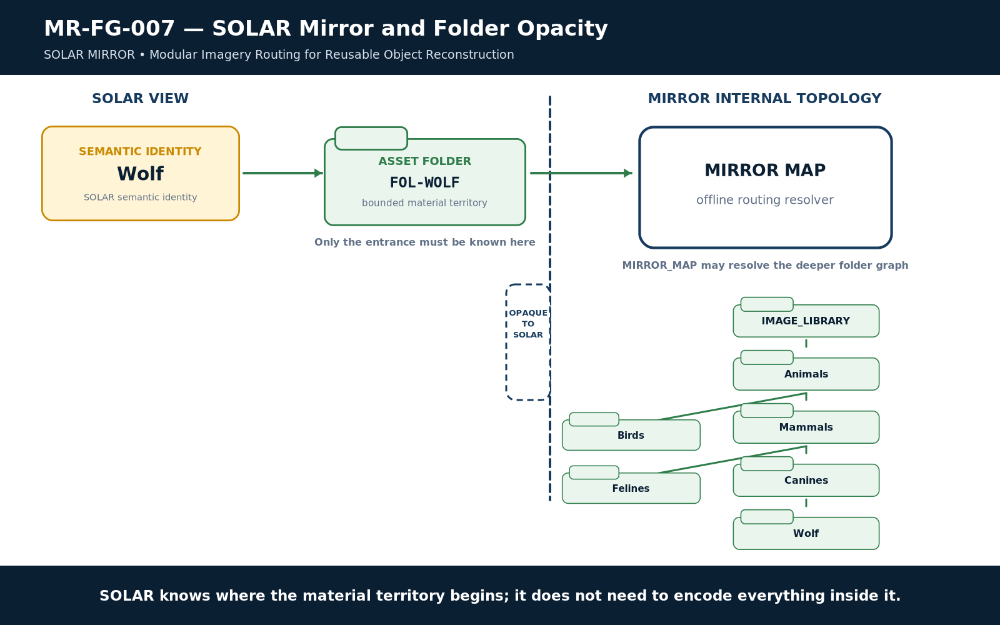 MR-FG-007 — SOLAR Mirror and Folder Opacity
SOLAR MIRROR • Modular Imagery Routing for Reusable Object Reconstruction
SOLAR VIEW
SEMANTIC IDENTITY
Wolf
SOLAR semantic identity
ASSET FOLDER
FOL-WOLF
bounded material territory
Only the entrance must be known here
OPAQUE
TO
SOLAR
MIRROR INTERNAL TOPOLOGY
MIRROR MAP
offline routing resolver
MIRROR_MAP may resolve the deeper folder graph
IMAGE_LIBRARY
Animals
Birds
Mammals
Felines
Canines
Wolf
SOLAR knows where the material territory begins; it does not need to encode everything inside it.